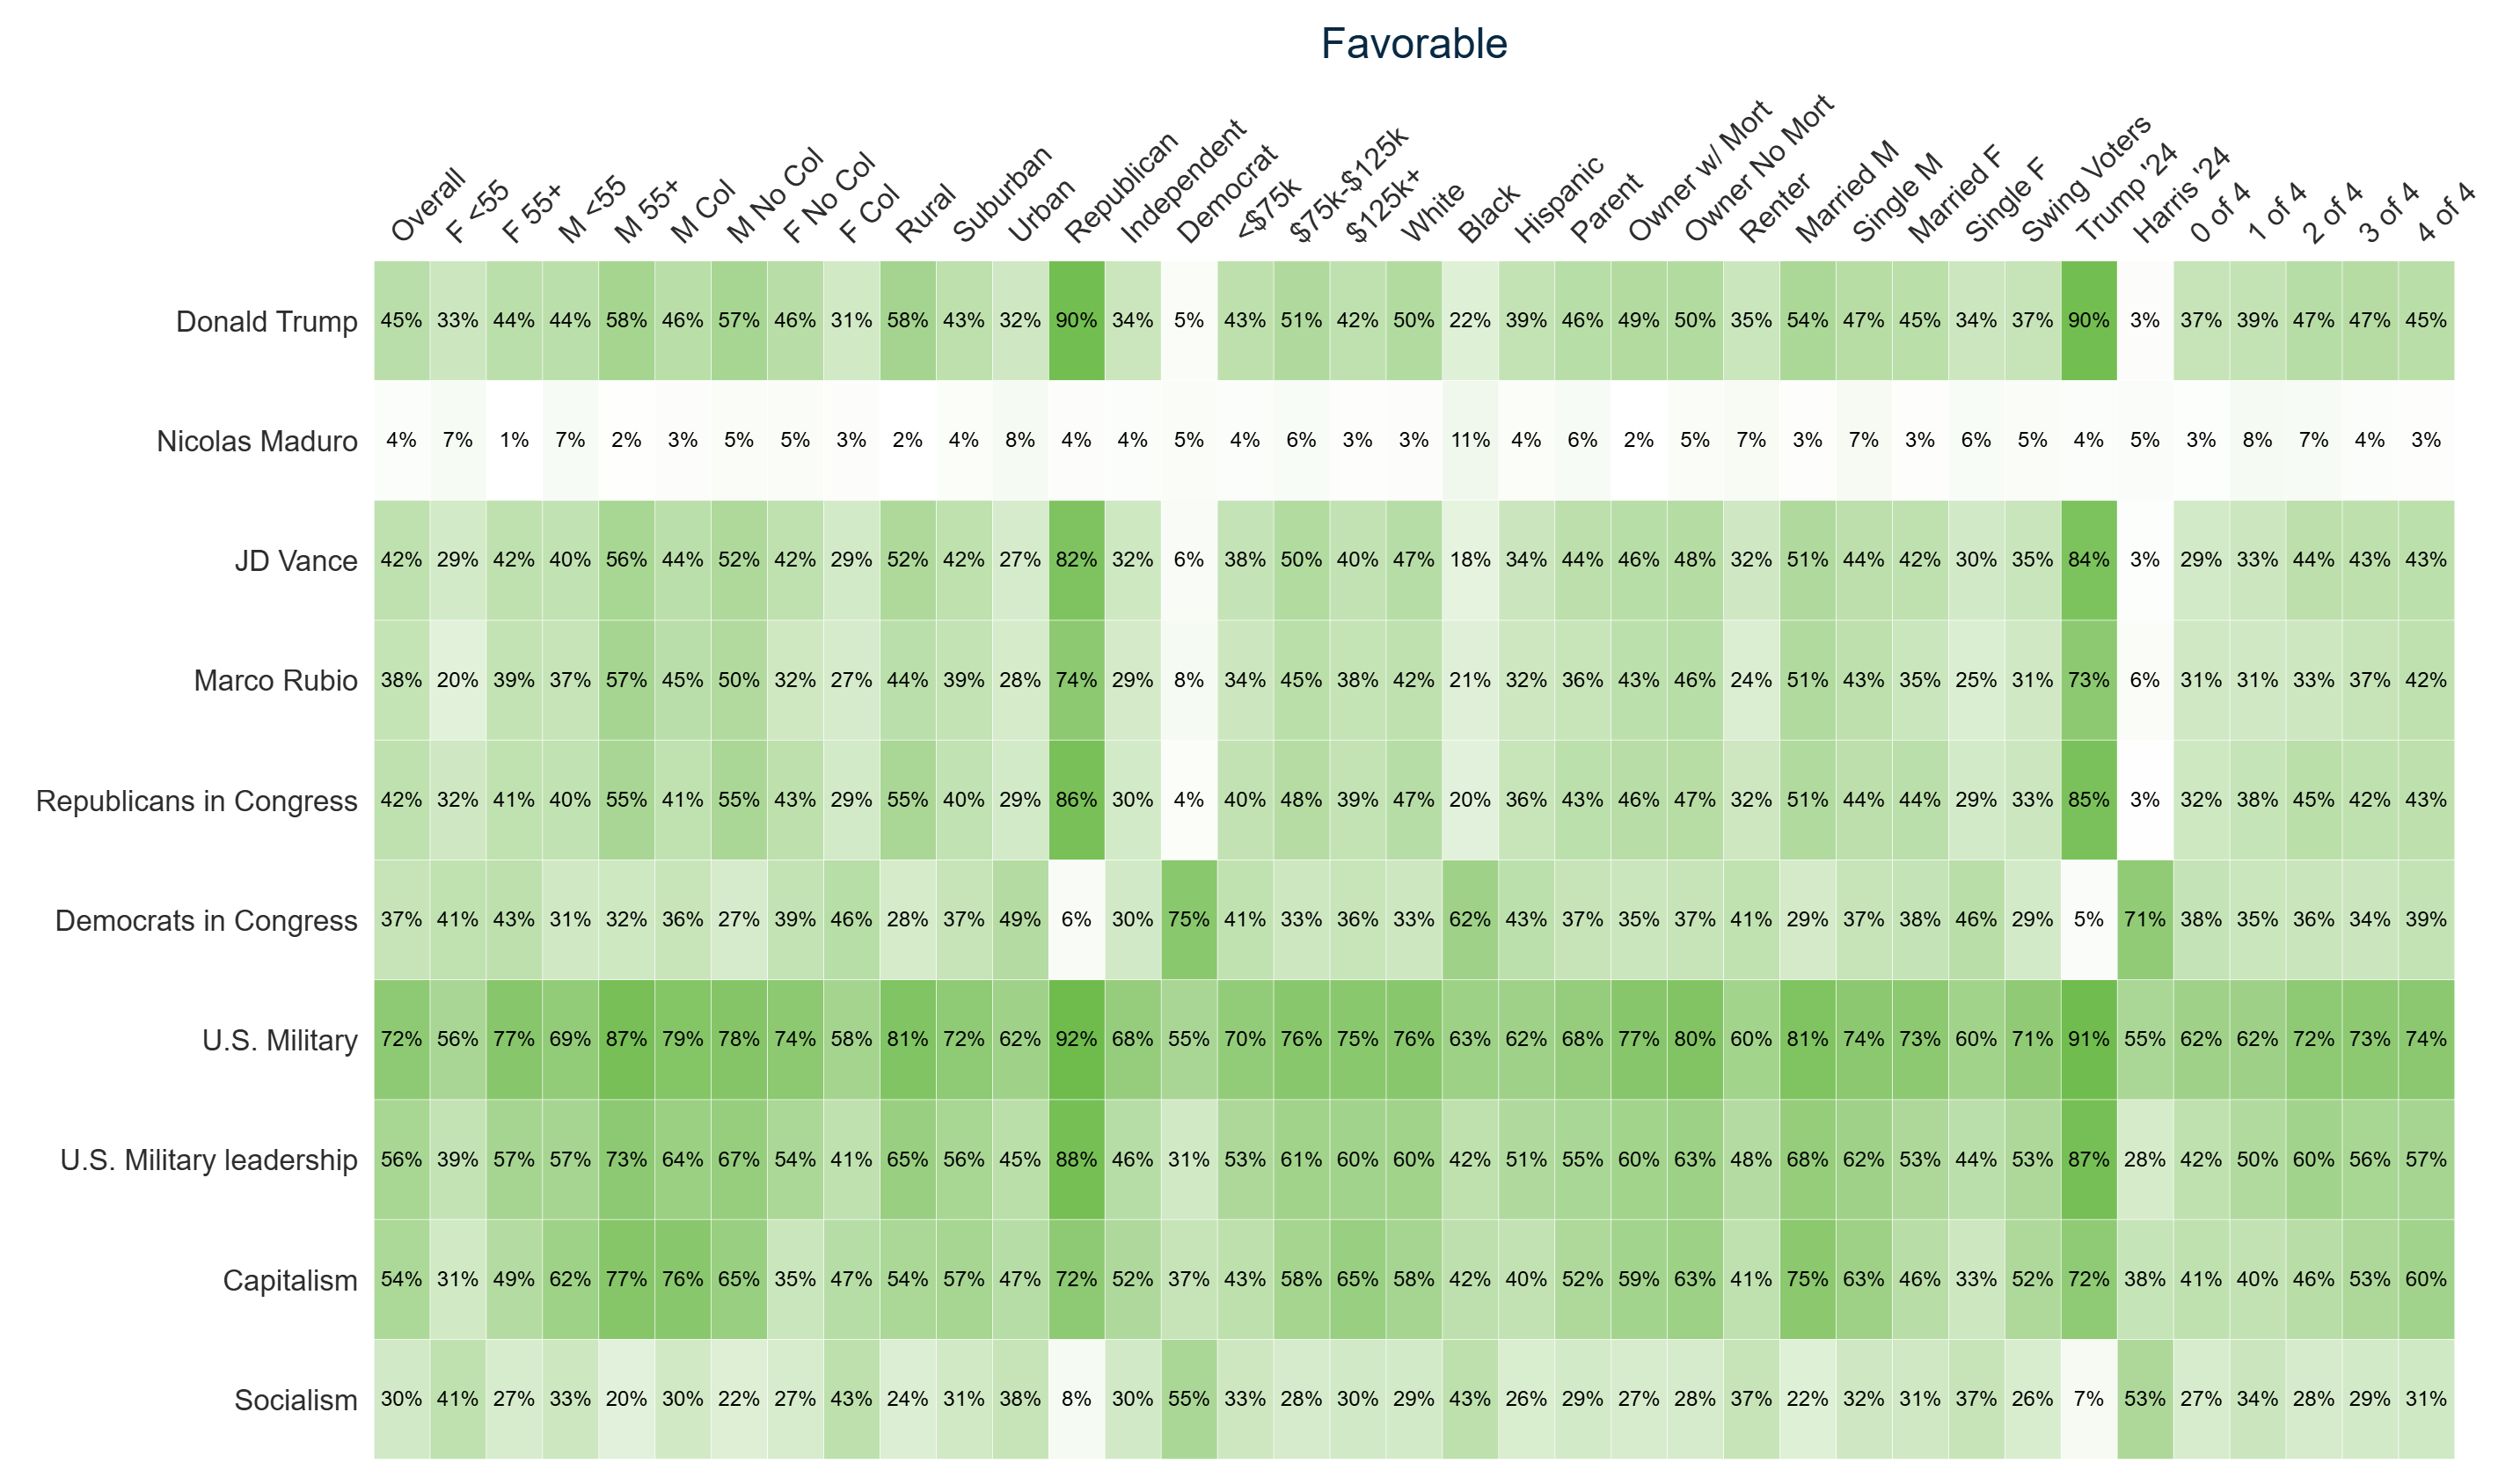 Favorable
Overall F <55 F 55+ M <55 M 55+ M Col M No Col F No Col F Col Rural Suburban Urban Republican Independent Democrat <$75k $75k-$125k $125k+ White Black Hispanic Parent Owner w/ Mort Owner No Mort Renter Married M Single M Married F Single F Swing Voters Trump '24 Harris '24 0 of 4 1 of 4 2 of 4 3 of 4 4 of 4
Donald Trump 45% 33% 44% 44% 58% 46% 57% 46% 31% 58% 43% 32% 90% 34% 5% 43% 51% 42% 50% 22% 39% 46% 49% 50% 35% 54% 47% 45% 34% 37% 90% 3% 37% 39% 47% 47% 45%
Nicolas Maduro 4% 7% 1% 7% 2% 3% 5% 5% 3% 2% 4% 8% 4% 4% 5% 4% 6% 3% 3% 11% 4% 6% 2% 5% 7% 3% 7% 3% 6% 5% 4% 5% 3% 8% 7% 4% 3%
JD Vance 42% 29% 42% 40% 56% 44% 52% 42% 29% 52% 42% 27% 82% 32% 6% 38% 50% 40% 47% 18% 34% 44% 46% 48% 32% 51% 44% 42% 30% 35% 84% 3% 29% 33% 44% 43% 43%
Marco Rubio 38% 20% 39% 37% 57% 45% 50% 32% 27% 44% 39% 28% 74% 29% 8% 34% 45% 38% 42% 21% 32% 36% 43% 46% 24% 51% 43% 35% 25% 31% 73% 6% 31% 31% 33% 37% 42%
Republicans in Congress 42% 32% 41% 40% 55% 41% 55% 43% 29% 55% 40% 29% 86% 30% 4% 40% 48% 39% 47% 20% 36% 43% 46% 47% 32% 51% 44% 44% 29% 33% 85% 3% 32% 38% 45% 42% 43%
Democrats in Congress 37% 41% 43% 31% 32% 36% 27% 39% 46% 28% 37% 49% 6% 30% 75% 41% 33% 36% 33% 62% 43% 37% 35% 37% 41% 29% 37% 38% 46% 29% 5% 71% 38% 35% 36% 34% 39%
U.S. Military 72% 56% 77% 69% 87% 79% 78% 74% 58% 81% 72% 62% 92% 68% 55% 70% 76% 75% 76% 63% 62% 68% 77% 80% 60% 81% 74% 73% 60% 71% 91% 55% 62% 62% 72% 73% 74%
U.S. Military leadership 56% 39% 57% 57% 73% 64% 67% 54% 41% 65% 56% 45% 88% 46% 31% 53% 61% 60% 60% 42% 51% 55% 60% 63% 48% 68% 62% 53% 44% 53% 87% 28% 42% 50% 60% 56% 57%
Capitalism 54% 31% 49% 62% 77% 76% 65% 35% 47% 54% 57% 47% 72% 52% 37% 43% 58% 65% 58% 42% 40% 52% 59% 63% 41% 75% 63% 46% 33% 52% 72% 38% 41% 40% 46% 53% 60%
Socialism 30% 41% 27% 33% 20% 30% 22% 27% 43% 24% 31% 38% 8% 30% 55% 33% 28% 30% 29% 43% 26% 29% 27% 28% 37% 22% 32% 31% 37% 26% 7% 53% 27% 34% 28% 29% 31%